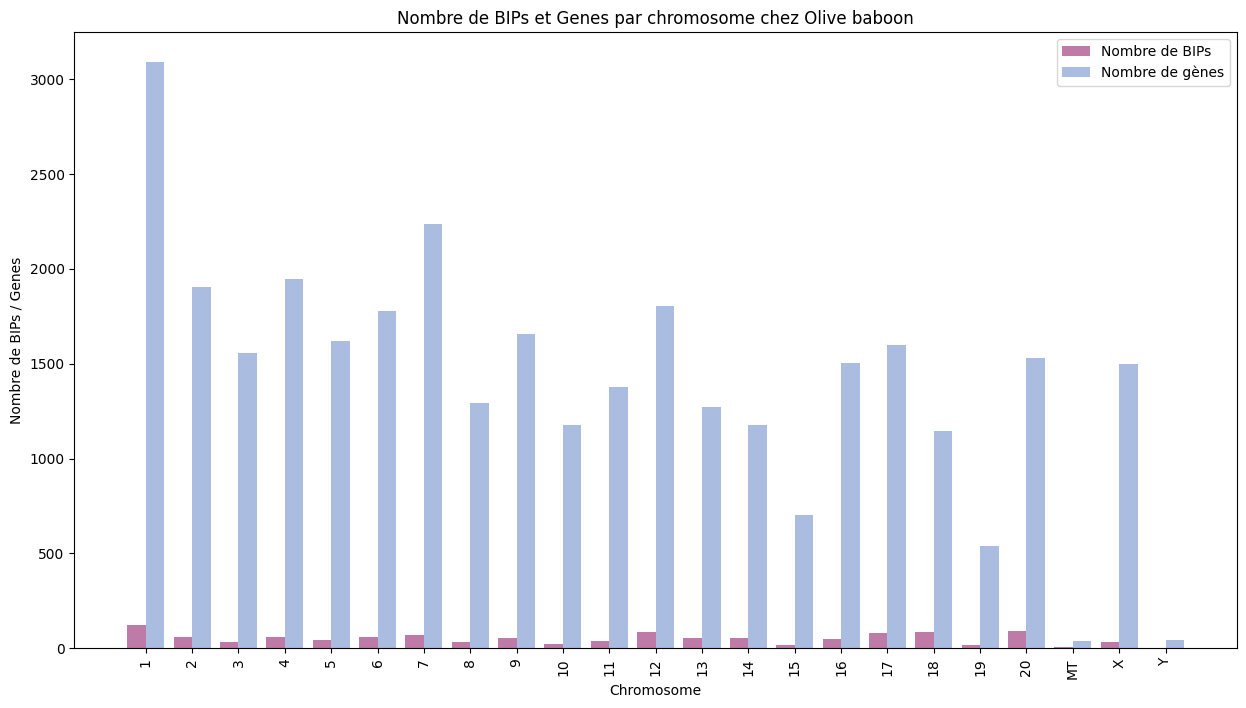 Nombre de BIPs et Genes par chromosome chez Olive baboon
Nombre de BIPs
Nombre de gènes
Nombre de BIPs / Genes
3000
2500
2000
1500
1000
500
0
1 2 3 4 5 6 7 8 9 10 11 12 13 14 15 16 17 18 19 20 MT X Y
Chromosome